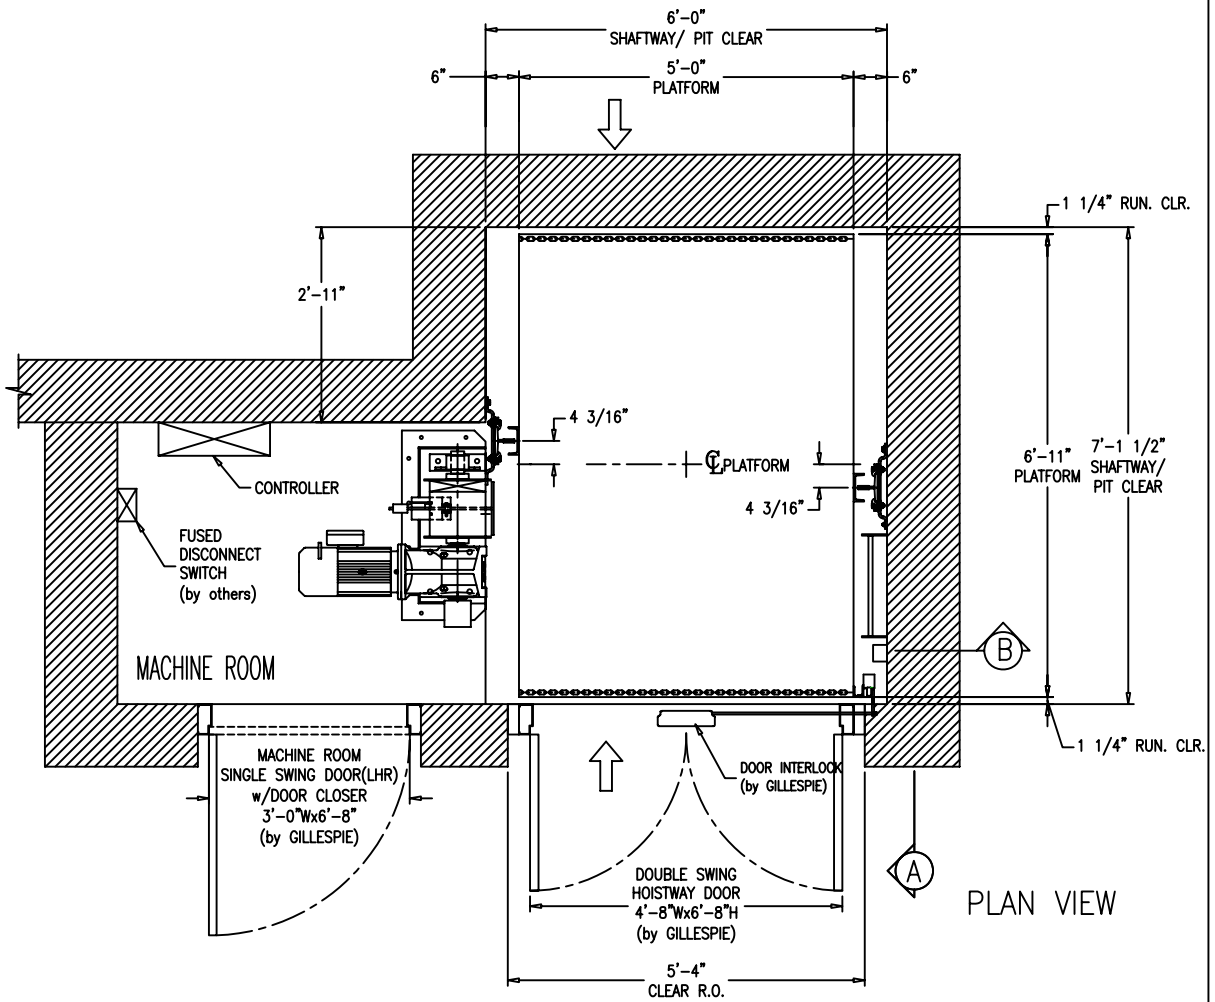 6'-0"
SHAFTWAY/ PIT CLEAR
6"
5'-0"
PLATFORM
6"
1 1/4" RUN. CLR.
2'-11"
4 3/16"
℄ PLATFORM
4 3/16"
6'-11"
PLATFORM
7'-1 1/2"
SHAFTWAY/
PIT CLEAR
CONTROLLER
FUSED
DISCONNECT
SWITCH
(by others)
MACHINE ROOM
B
1 1/4" RUN. CLR.
MACHINE ROOM
SINGLE SWING DOOR(LHR)
w/DOOR CLOSER
3'-0"Wx6'-8"
(by GILLESPIE)
DOOR INTERLOCK
(by GILLESPIE)
A
DOUBLE SWING
HOISTWAY DOOR
4'-8"Wx6'-8"H
(by GILLESPIE)
PLAN VIEW
5'-4"
CLEAR R.O.